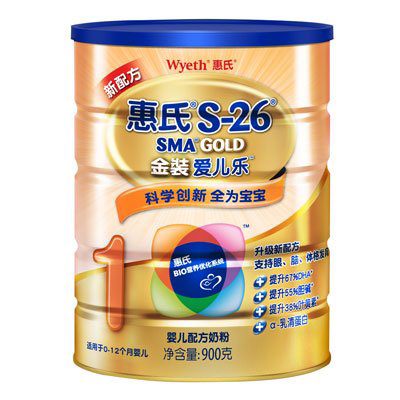 Wyeth® 惠氏®
新配方
惠氏® S-26®
SMA® GOLD
金装爱儿乐™
科学创新 全为宝宝
1
™
惠氏
BIO营养优化系统
升级新配方
支持眼、脑、体格发育
+ 提升67%DHA+
+ 提升55%胆碱+
+ 提升36%叶黄素+
+ α-乳清蛋白+
适用于0-12个月婴儿
婴儿配方奶粉
净含量:900克